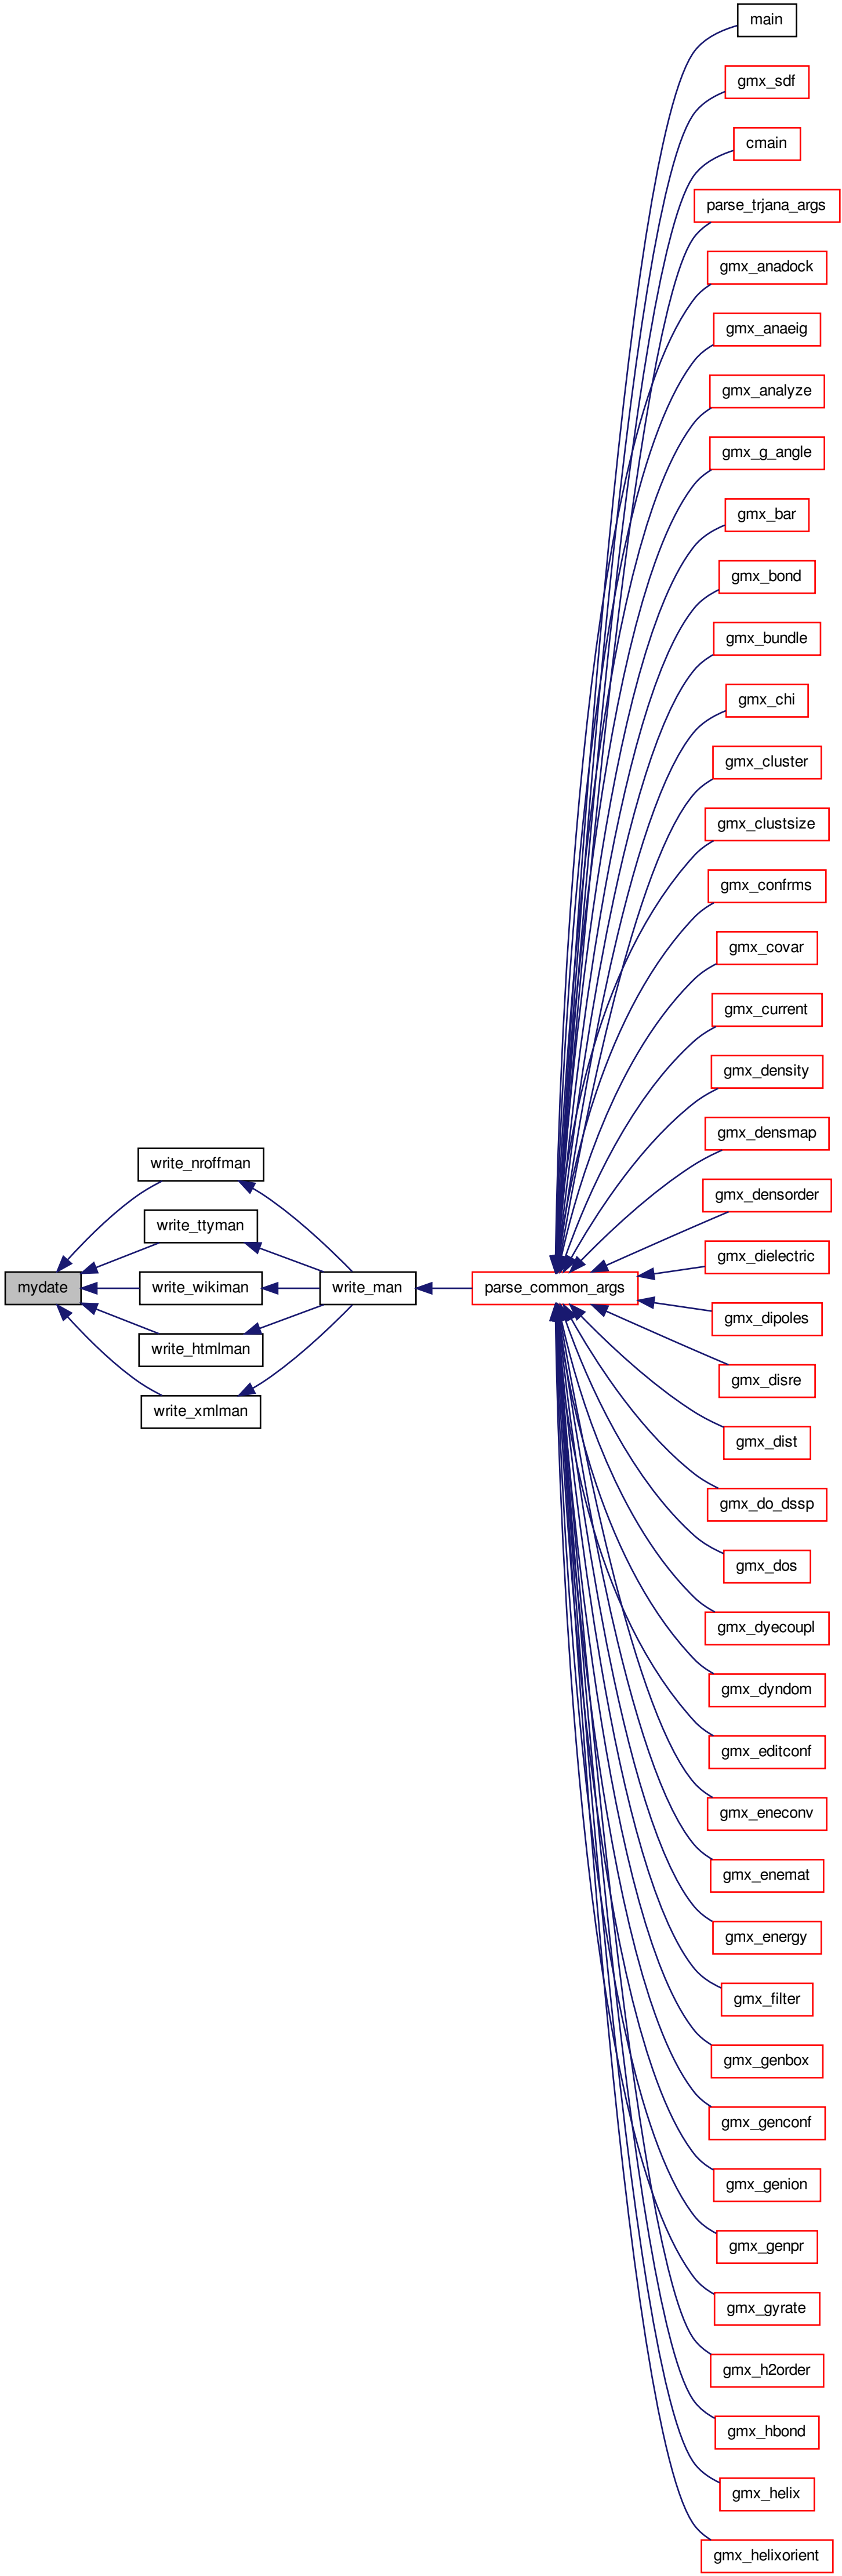 main
gmx_sdf
cmain
parse_trjana_args
gmx_anadock
gmx_anaeig
gmx_analyze
gmx_g_angle
gmx_bar
gmx_bond
gmx_bundle
gmx_chi
gmx_cluster
gmx_clustsize
gmx_confrms
gmx_covar
gmx_current
gmx_density
gmx_densmap
write_nroffman
gmx_densorder
write_ttyman
gmx_dielectric
mydate
write_wikiman
write_man
parse_common_args
gmx_dipoles
write_htmlman
gmx_disre
write_xmlman
gmx_dist
gmx_do_dssp
gmx_dos
gmx_dyecoupl
gmx_dyndom
gmx_editconf
gmx_eneconv
gmx_enemat
gmx_energy
gmx_filter
gmx_genbox
gmx_genconf
gmx_genion
gmx_genpr
gmx_gyrate
gmx_h2order
gmx_hbond
gmx_helix
gmx_helixorient